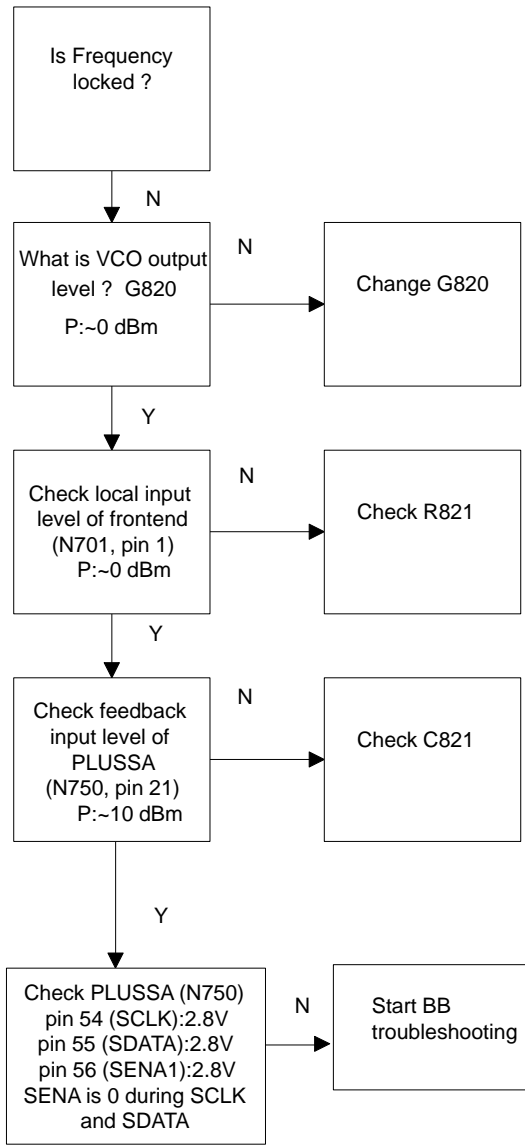 Is Frequency
locked ?
N
What is VCO output
level ? G820
P:~0 dBm
N
Change G820
Y
Check local input
level of frontend
(N701, pin 1)
P:~0 dBm
N
Check R821
Y
Check feedback
input level of
PLUSSA
(N750, pin 21)
P:~10 dBm
N
Check C821
Y
Check PLUSSA (N750)
pin 54 (SCLK):2.8V
pin 55 (SDATA):2.8V
pin 56 (SENA1):2.8V
SENA is 0 during SCLK
and SDATA
N
Start BB
troubleshooting